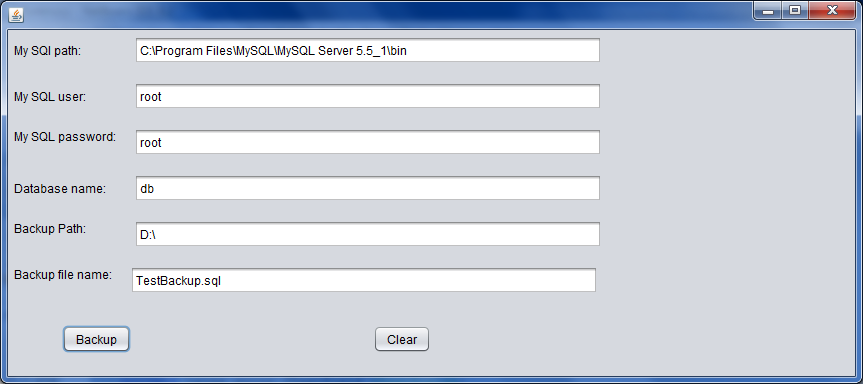 My SQl path: C:\Program Files\MySQL\MySQL Server 5.5_1\bin
My SQL user: root
My SQL password: root
Database name: db
Backup Path: D:\
Backup file name: TestBackup.sql
Backup Clear